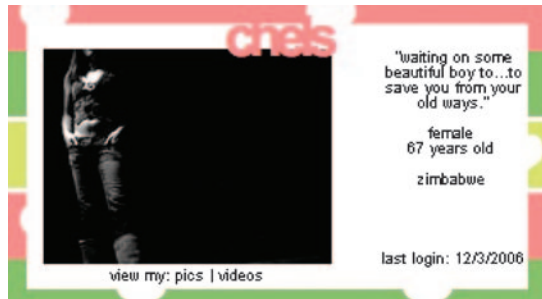 chels
"waiting on some
beautiful boy to...to
save you from your
old ways."
female
67 years old
zimbabwe
last login: 12/3/2006
view my: pics | videos